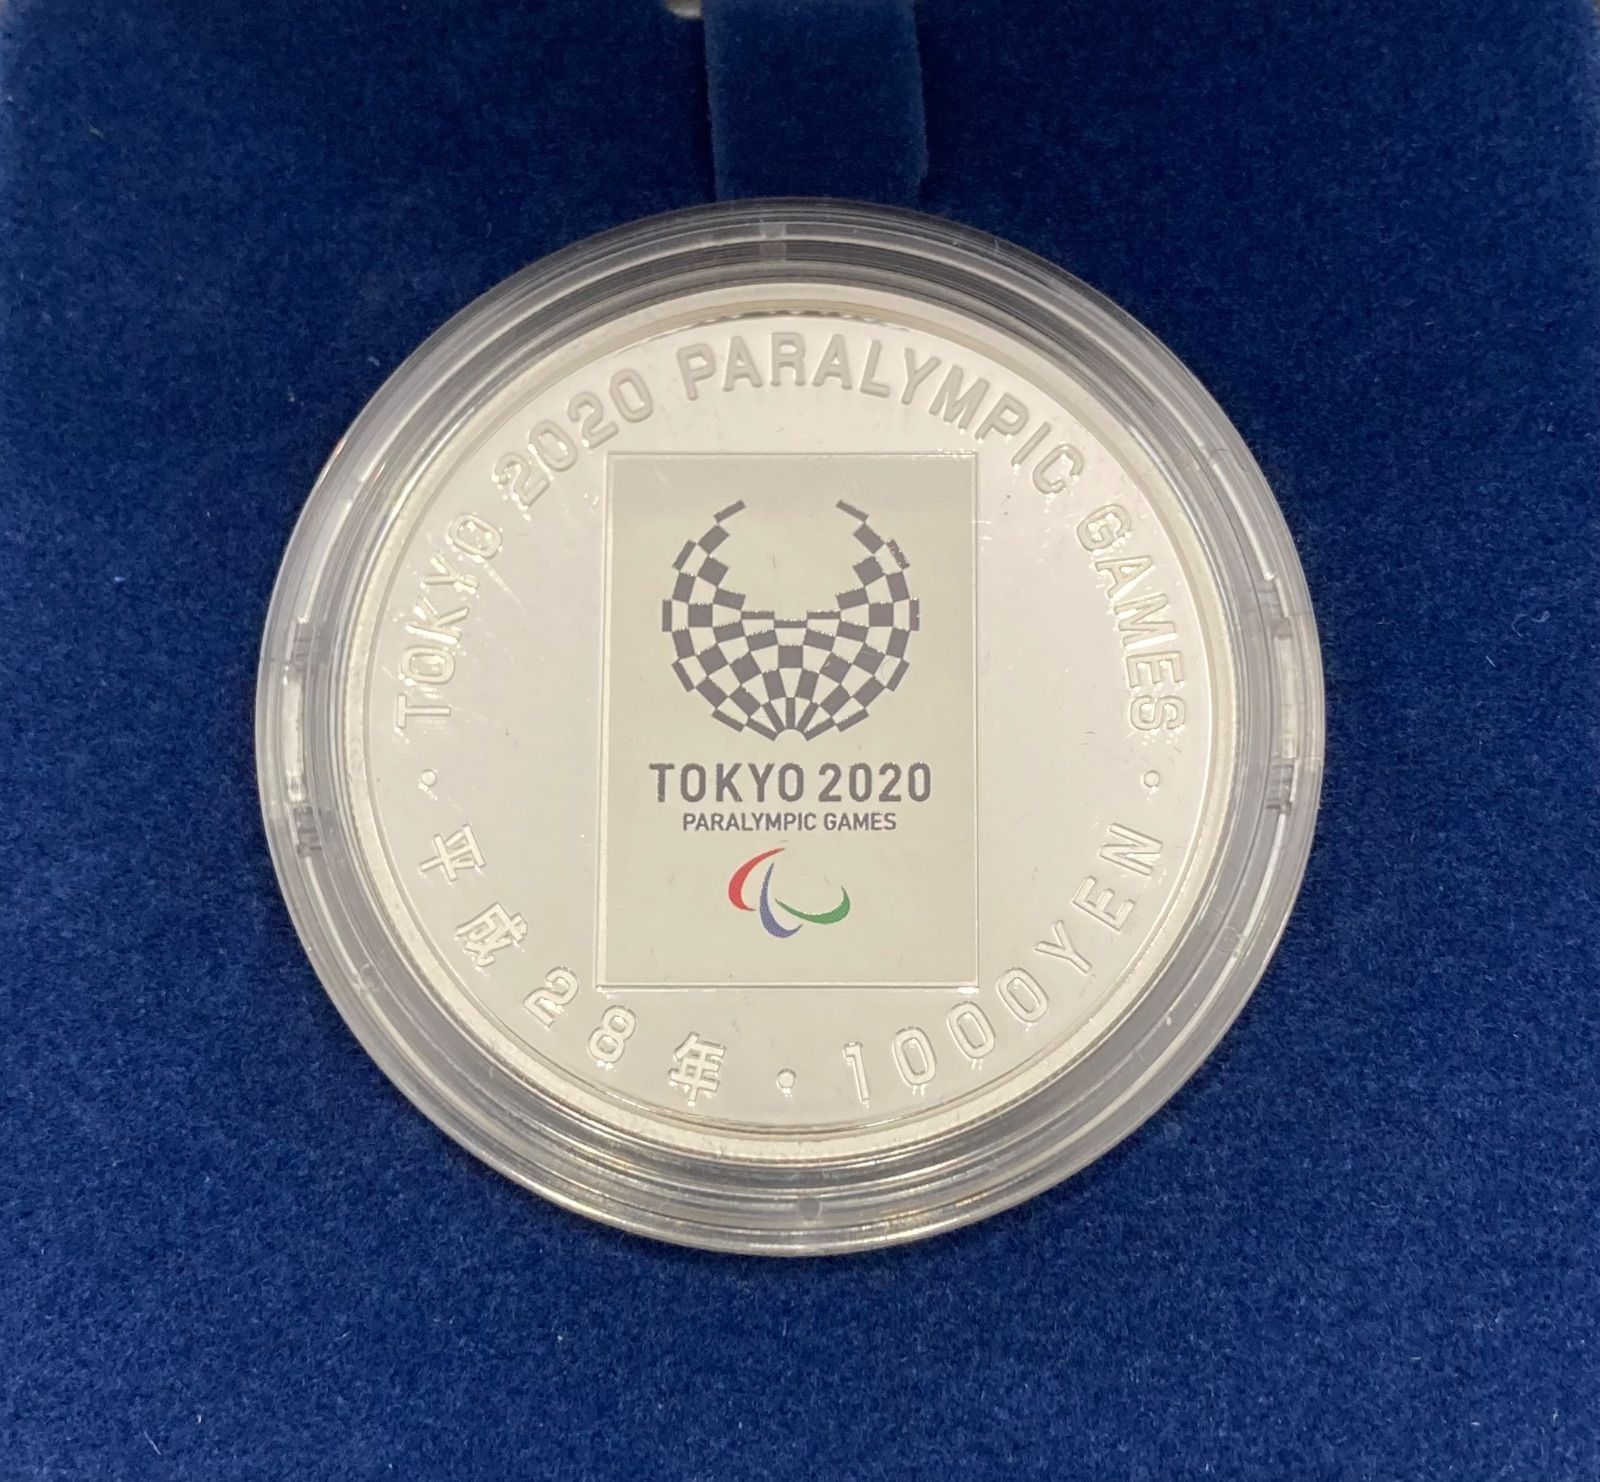 TOKYO 2020 PARALYMPIC GAMES
TOKYO 2020
PARALYMPIC GAMES
平成28年・1000YEN